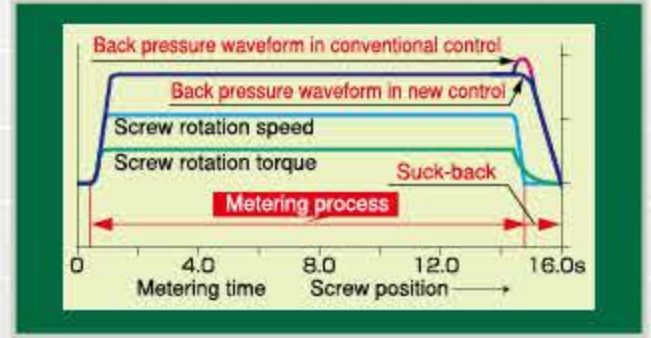 Back pressure waveform in conventional control
Back pressure waveform in new control
Screw rotation speed
Screw rotation torque
Suck-back
Metering process
0 4.0 8.0 12.0 16.0s
Metering time Screw position